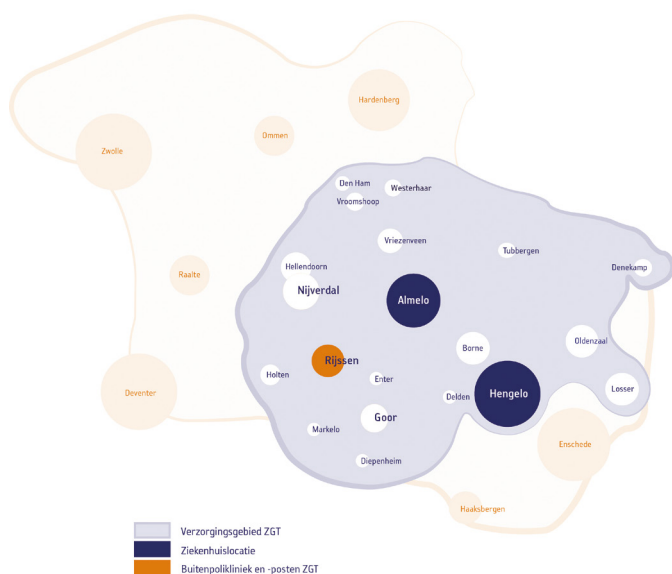 Hardenberg
Ommen
Zwolle
Den Ham
Westerhaar
Vroomshoop
Vriezenveen
Tubbergen
Hellendoorn
Denekamp
Raalte
Nijverdal
Almelo
Oldenzaal
Borne
Rijssen
Holten
Enter
Losser
Deventer
Hengelo
Delden
Goor
Markelo
Enschede
Diepenheim
Haaksbergen
Verzorgingsgebied ZGT
Ziekenhuislocatie
Buitenpolikliniek en -posten ZGT